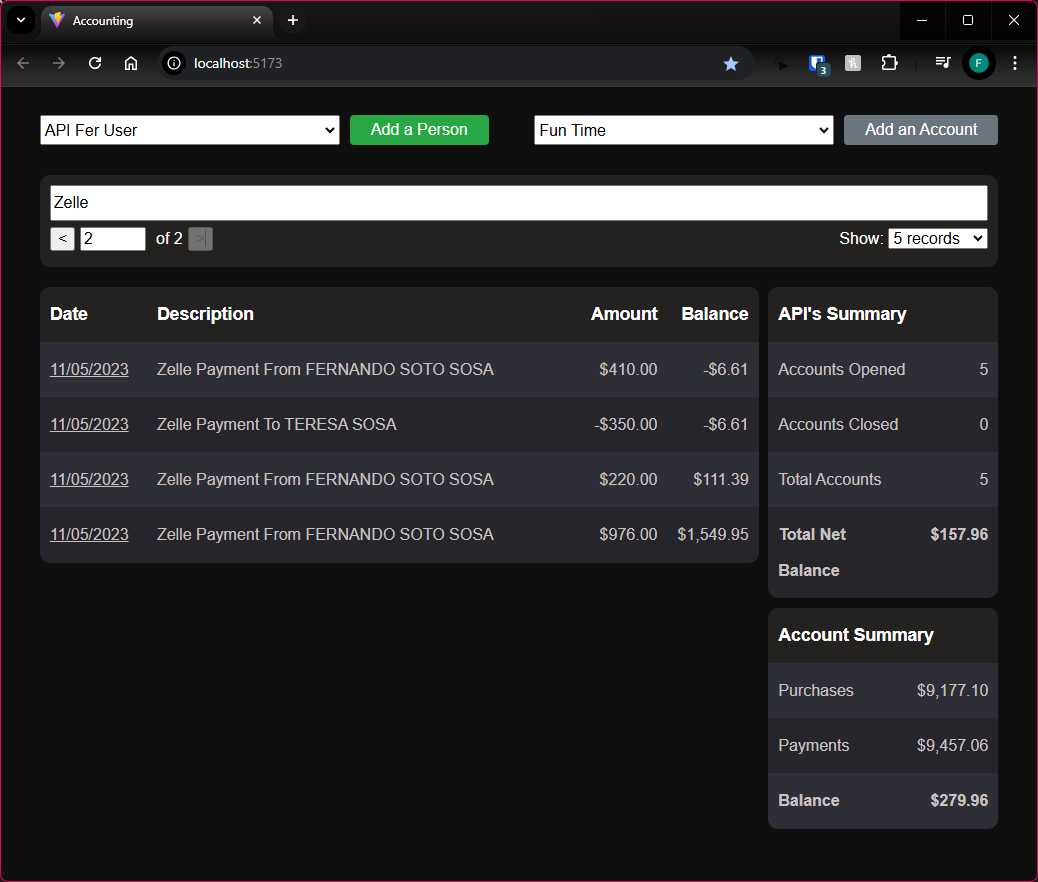 Accounting
localhost:5173
3
F
API Fer User Add a Person Fun Time Add an Account
Zelle
< 2 of 2 >| Show: 5 records
Date Description Amount Balance
11/05/2023 Zelle Payment From FERNANDO SOTO SOSA $410.00 -$6.61
11/05/2023 Zelle Payment To TERESA SOSA -$350.00 -$6.61
11/05/2023 Zelle Payment From FERNANDO SOTO SOSA $220.00 $111.39
11/05/2023 Zelle Payment From FERNANDO SOTO SOSA $976.00 $1,549.95
API's Summary
Accounts Opened 5
Accounts Closed 0
Total Accounts 5
Total Net $157.96
Balance
Account Summary
Purchases $9,177.10
Payments $9,457.06
Balance $279.96